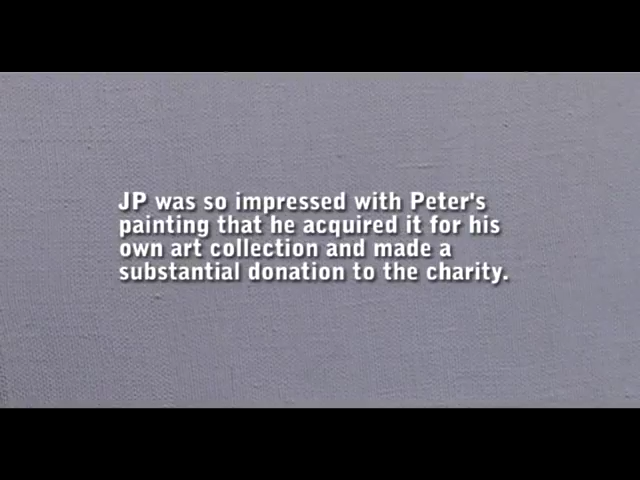 JP was so impressed with Peter's
painting that he acquired it for his
own art collection and made a
substantial donation to the charity.